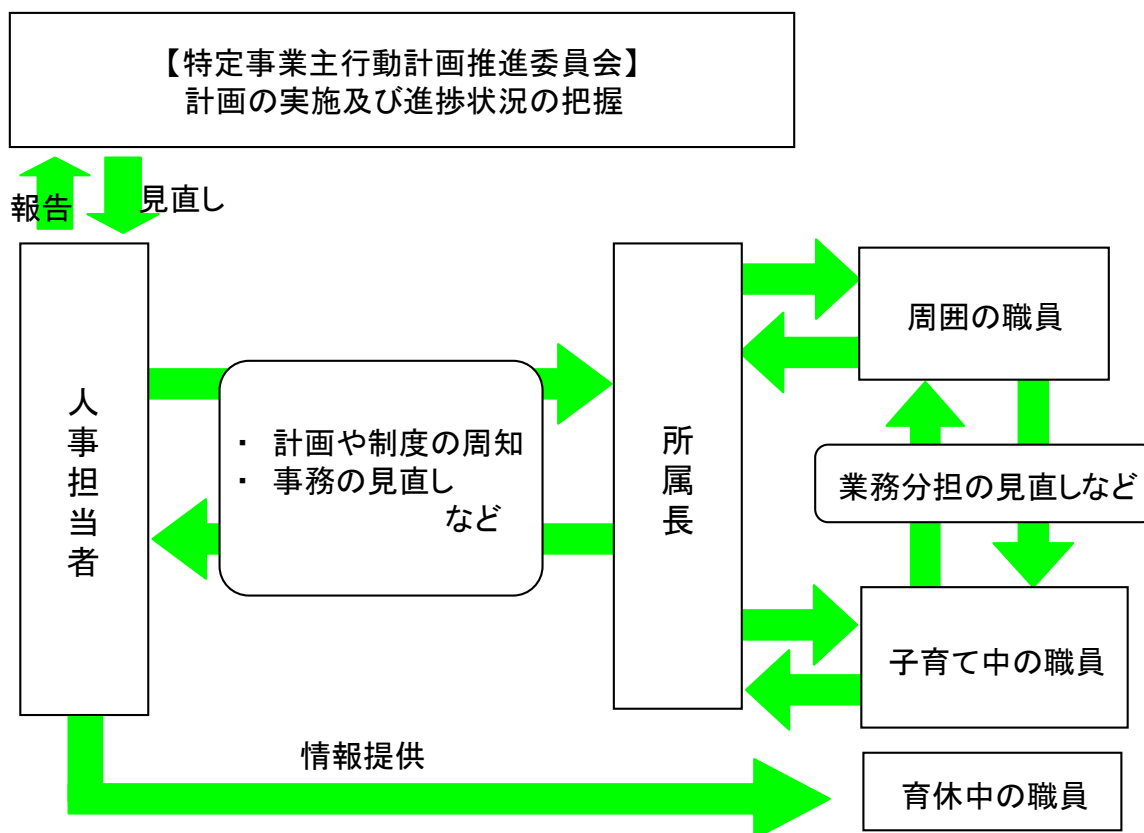 【特定事業主行動計画推進委員会】
計画の実施及び進捗状況の把握
報告
見直し
人事担当者
・ 計画や制度の周知
・ 事務の見直し
など
所属長
周囲の職員
業務分担の見直しなど
子育て中の職員
情報提供
育休中の職員